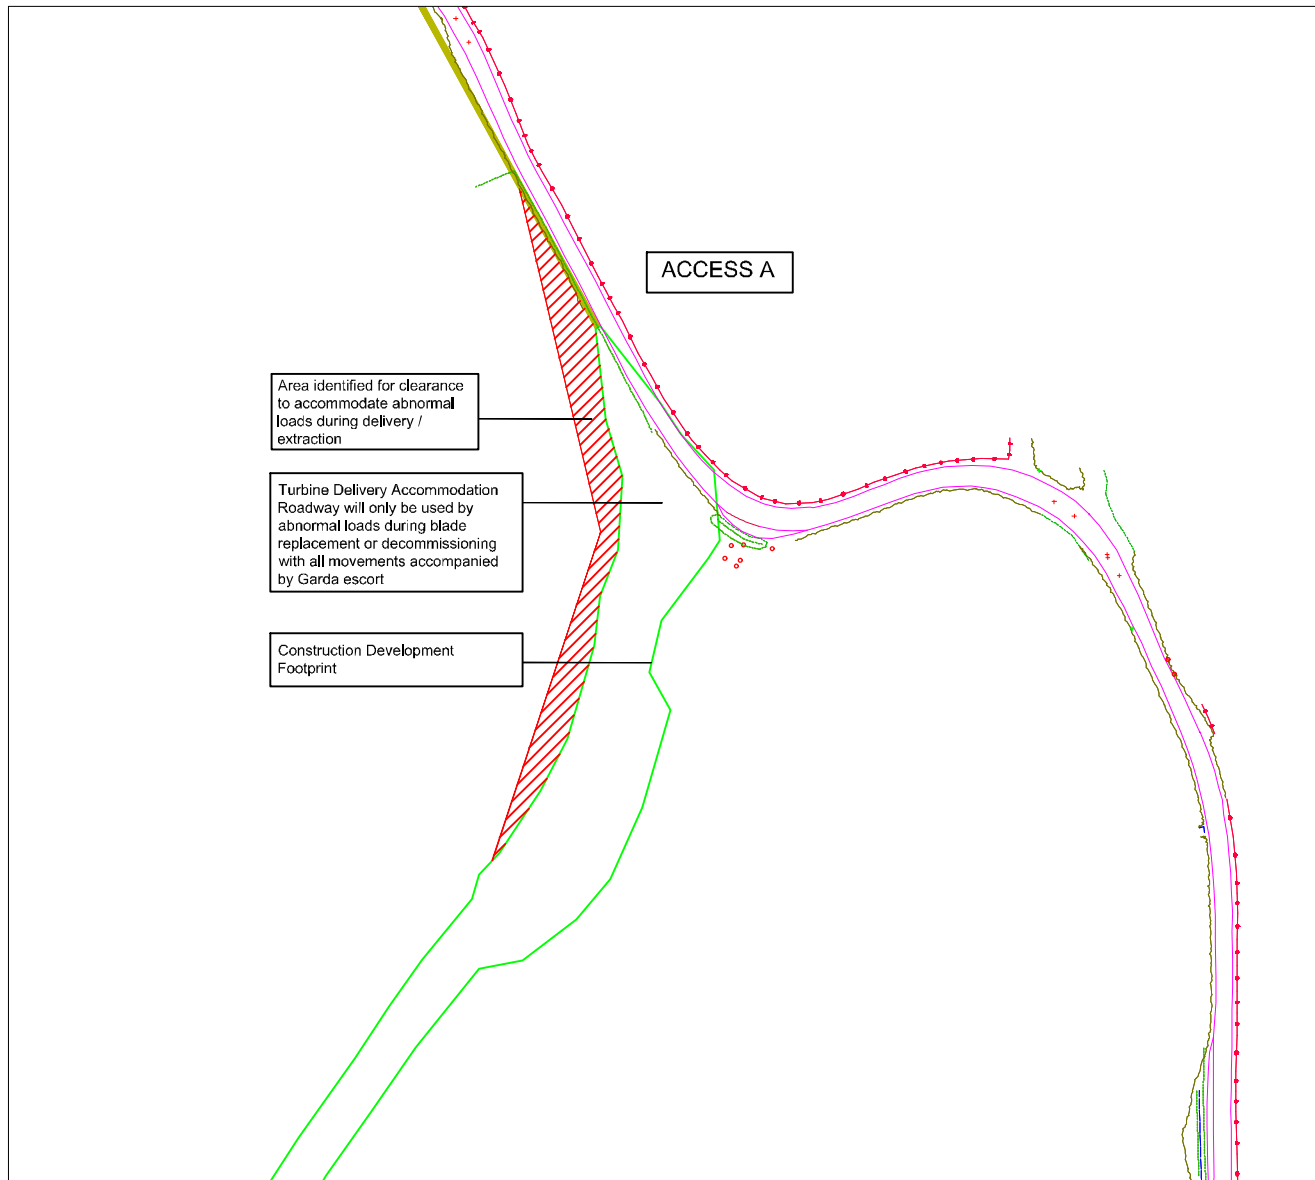 ACCESS A
Area identified for clearance
to accommodate abnormal
loads during delivery /
extraction
Turbine Delivery Accommodation
Roadway will only be used by
abnormal loads during blade
replacement or decommissioning
with all movements accompanied
by Garda escort
Construction Development
Footprint